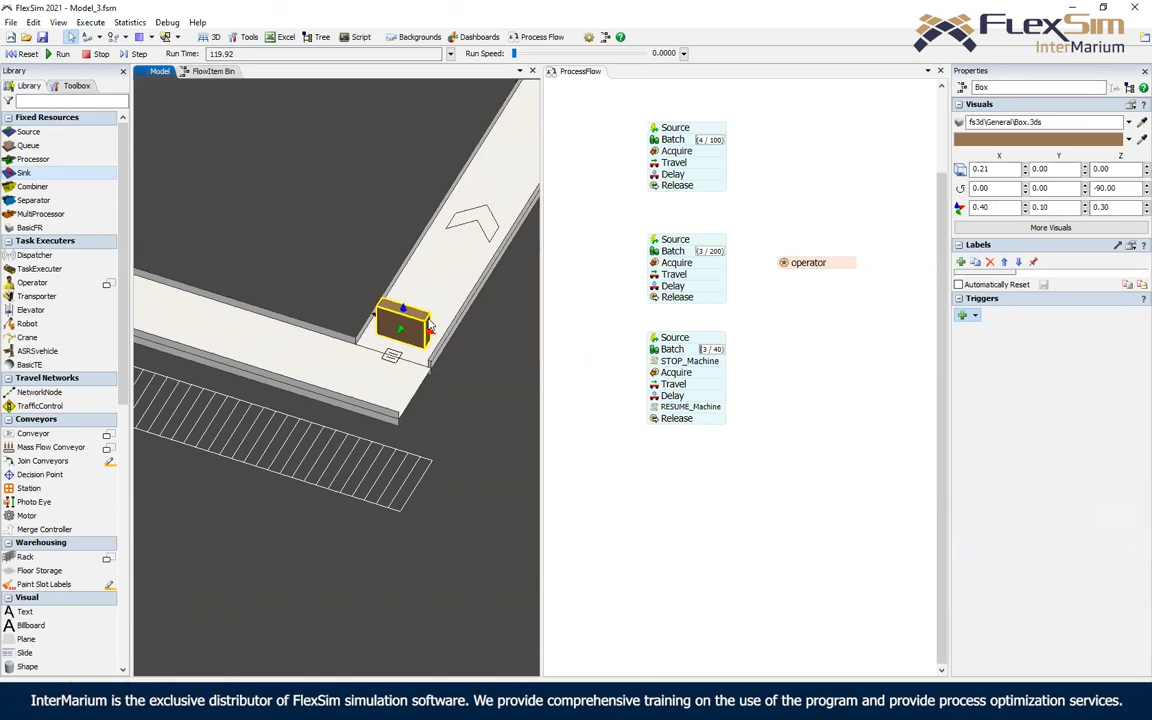 FlexSim 2021 - Model_3.fsm
File Edit View Execute Statistics Debug Help
3D Tools Excel Tree Script Backgrounds Dashboards Process Flow
Reset Run Stop Step Run Time: 119.92 Run Speed: 0.0000
FlexSim
InterMarium
Library
Library Toolbox
Fixed Resources
Source
Queue
Processor
Sink
Combiner
Separator
MultiProcessor
BasicFR
Task Executers
Dispatcher
TaskExecuter
Operator
Transporter
Elevator
Robot
Crane
ASRSvehicle
BasicTE
Travel Networks
NetworkNode
TrafficControl
Conveyors
Conveyor
Mass Flow Conveyor
Join Conveyors
Decision Point
Station
Photo Eye
Motor
Merge Controller
Warehousing
Rack
Floor Storage
Paint Slot Labels
Visual
Text
Billboard
Plane
Slide
Shape
Model FlowItem Bin
ProcessFlow
Source
Batch (4 / 100)
Acquire
Travel
Delay
Release
Source
Batch (3 / 200)
Acquire
Travel
Delay
Release
operator
Source
Batch (3 / 40)
STOP_Machine
Acquire
Travel
Delay
RESUME_Machine
Release
Properties
Box
Visuals
fs3d\General\Box.3ds
X Y Z
0.21 0.00 0.00
0.00 0.00 -90.00
0.40 0.10 0.30
More Visuals
Labels
Automatically Reset
Triggers
InterMarium is the exclusive distributor of FlexSim simulation software. We provide comprehensive training on the use of the program and provide process optimization services.